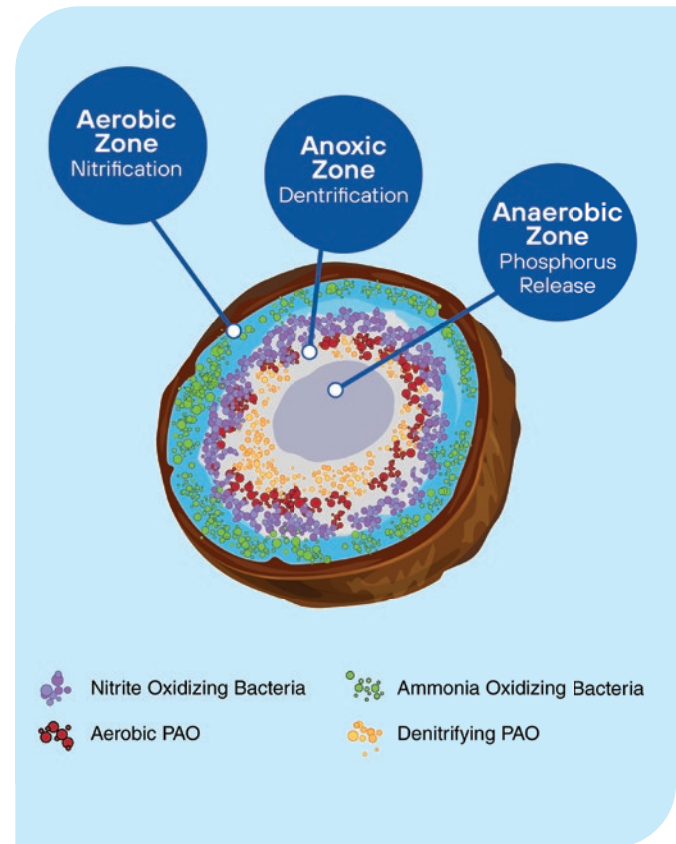 Aerobic
Zone
Nitrification
Anoxic
Zone
Dentrification
Anaerobic
Zone
Phosphorus
Release
Nitrite Oxidizing Bacteria
Ammonia Oxidizing Bacteria
Aerobic PAO
Denitrifying PAO